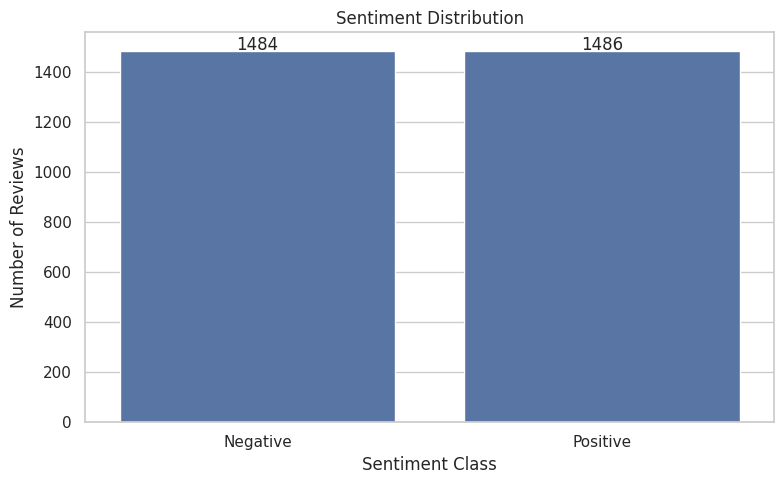 Sentiment Distribution
1484
1486
1400
1200
1000
800
600
400
200
0
Number of Reviews
Negative
Positive
Sentiment Class